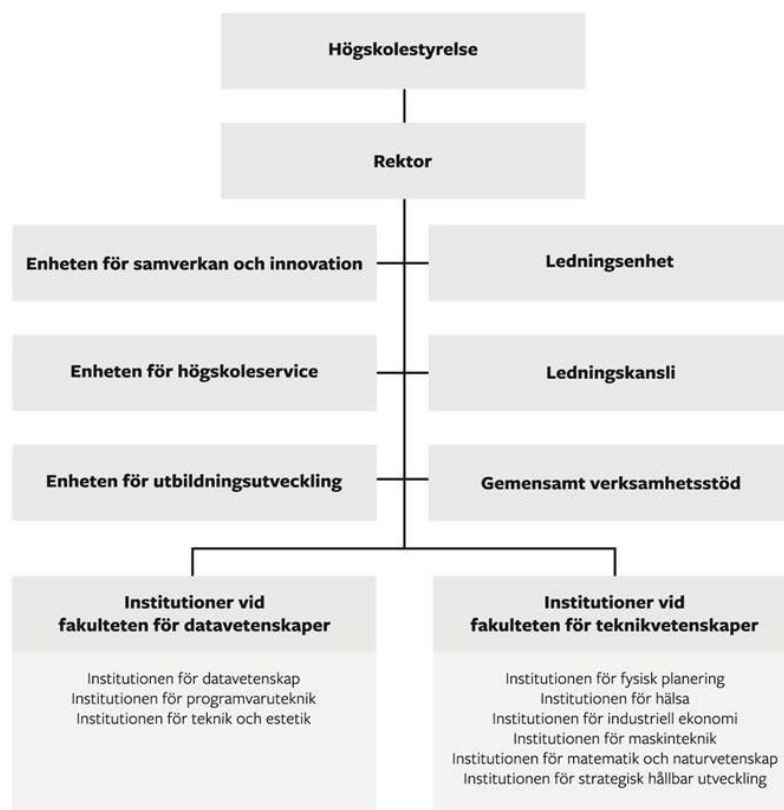 Högskolestyrelse
Rektor
Enheten för samverkan och innovation
Ledningsenhet
Enheten för högskoleservice
Ledningskansli
Enheten för utbildningsutveckling
Gemensamt verksamhetsstöd
Institutioner vid
fakulteten för datavetenskaper
Institutionen för datavetenskap
Institutionen för programvaruteknik
Institutionen för teknik och estetik
Institutioner vid
fakulteten för teknikvetenskaper
Institutionen för fysisk planering
Institutionen för hälsa
Institutionen för industriell ekonomi
Institutionen för maskinteknik
Institutionen för matematik och naturvetenskap
Institutionen för strategisk hållbar utveckling